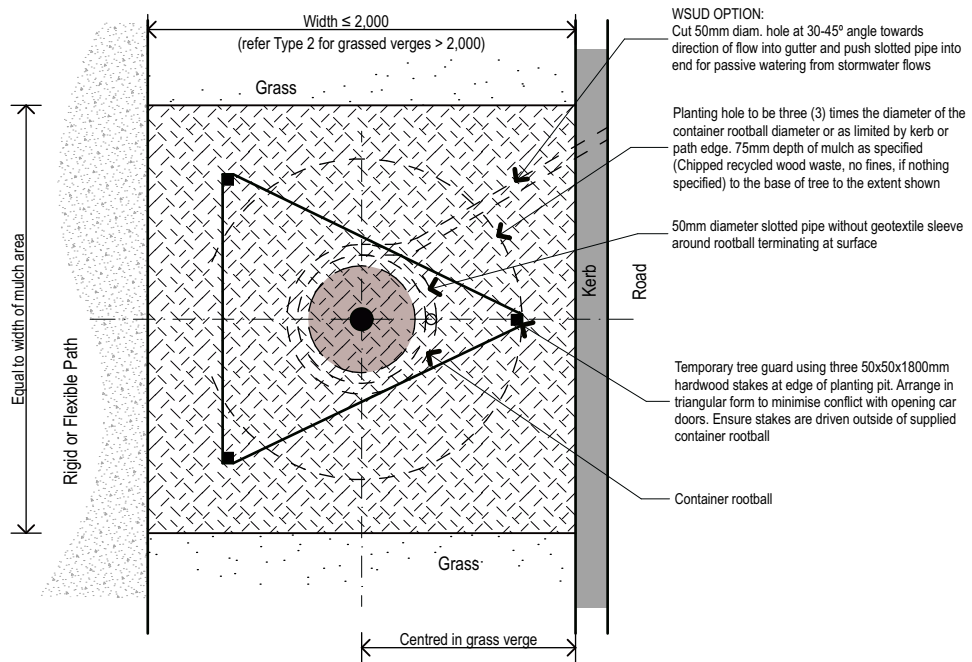 Width ≤ 2,000
(refer Type 2 for grassed verges > 2,000)
Grass
Equal to width of mulch area
Rigid or Flexible Path
Kerb
Road
Grass
Centred in grass verge
WSUD OPTION:
Cut 50mm diam. hole at 30-45º angle towards
direction of flow into gutter and push slotted pipe into
end for passive watering from stormwater flows
Planting hole to be three (3) times the diameter of the
container rootball diameter or as limited by kerb or
path edge. 75mm depth of mulch as specified
(Chipped recycled wood waste, no fines, if nothing
specified) to the base of tree to the extent shown
50mm diameter slotted pipe without geotextile sleeve
around rootball terminating at surface
Temporary tree guard using three 50x50x1800mm
hardwood stakes at edge of planting pit. Arrange in
triangular form to minimise conflict with opening car
doors. Ensure stakes are driven outside of supplied
container rootball
Container rootball